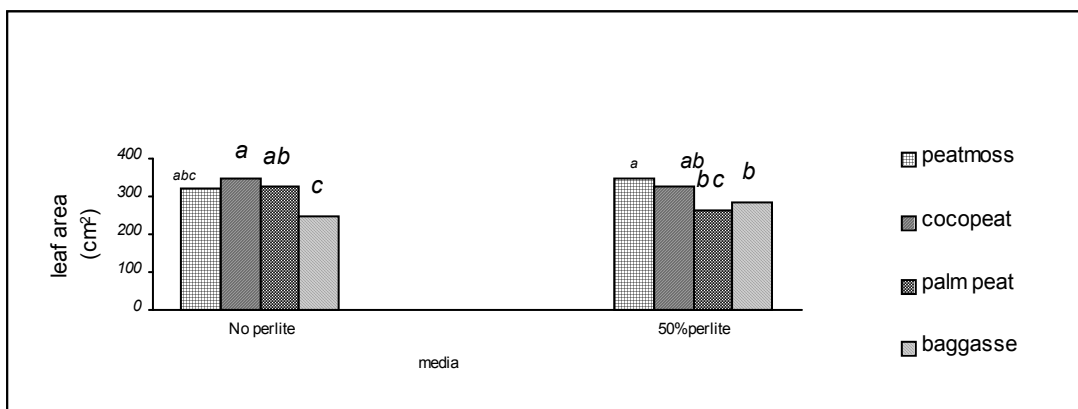 400
300
200
100
0
leaf area
(cm²)
abc
a
ab
c
a
ab
bc
b
No perlite
50%perlite
media
peatmoss
cocopeat
palm peat
baggasse